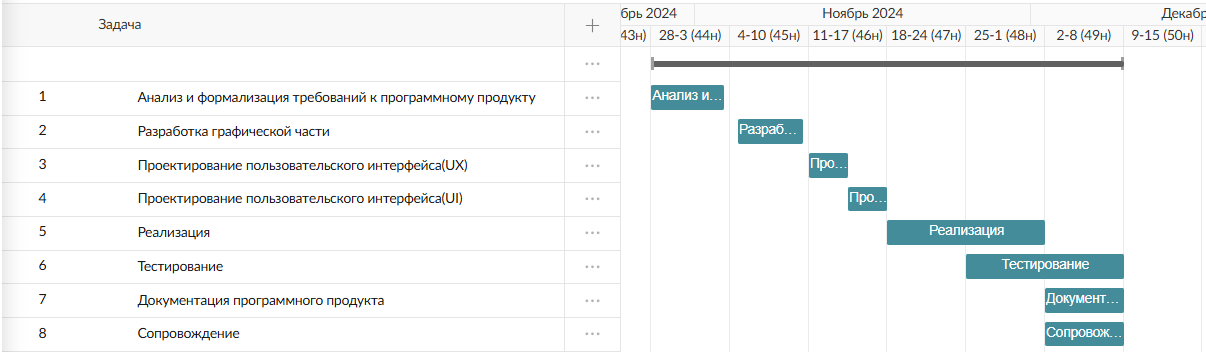 Задача
+
брь 2024
Ноябрь 2024
Декабр
43н)
28-3 (44н)
4-10 (45н)
11-17 (46н)
18-24 (47н)
25-1 (48н)
2-8 (49н)
9-15 (50н)
1 Анализ и формализация требований к программному продукту
Анализ и...
2 Разработка графической части
Разраб...
3 Проектирование пользовательского интерфейса(UX)
Про...
4 Проектирование пользовательского интерфейса(UI)
Про...
5 Реализация
Реализация
6 Тестирование
Тестирование
7 Документация программного продукта
Документ...
8 Сопровождение
Сопровож...